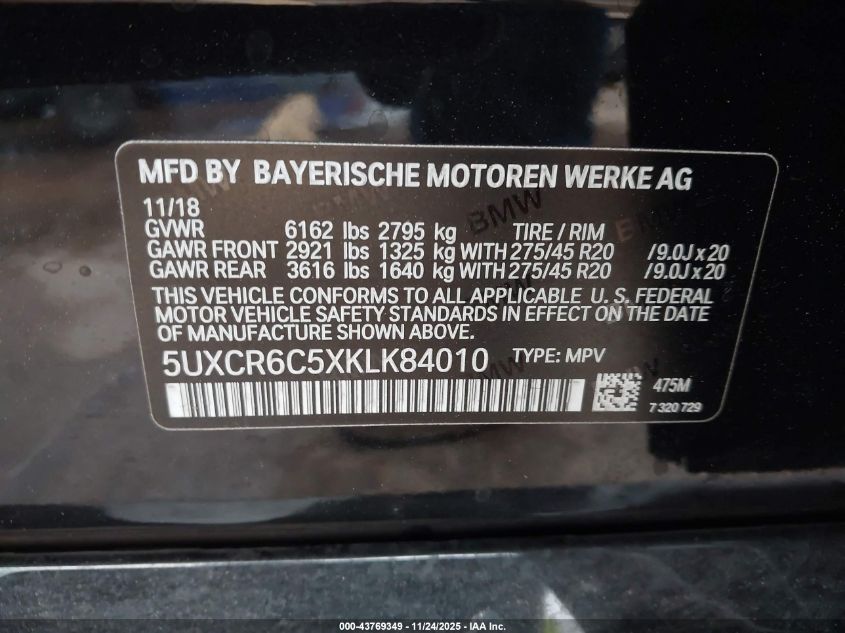 MFD BY BAYERISCHE MOTOREN WERKE AG
11/18
GVWR 6162 lbs 2795 kg TIRE / RIM
GAWR FRONT 2921 lbs 1325 kg WITH 275/45 R20 /9.0J x 20
GAWR REAR 3616 lbs 1640 kg WITH 275/45 R20 /9.0J x 20
THIS VEHICLE CONFORMS TO ALL APPLICABLE U.S. FEDERAL
MOTOR VEHICLE SAFETY STANDARDS IN EFFECT ON THE DATE
OF MANUFACTURE SHOWN ABOVE.
5UXCR6C5XKLK84010 TYPE: MPV
475M
7 320 729
BMW
BMW
000-43769349 - 11/24/2025 - IAA Inc.